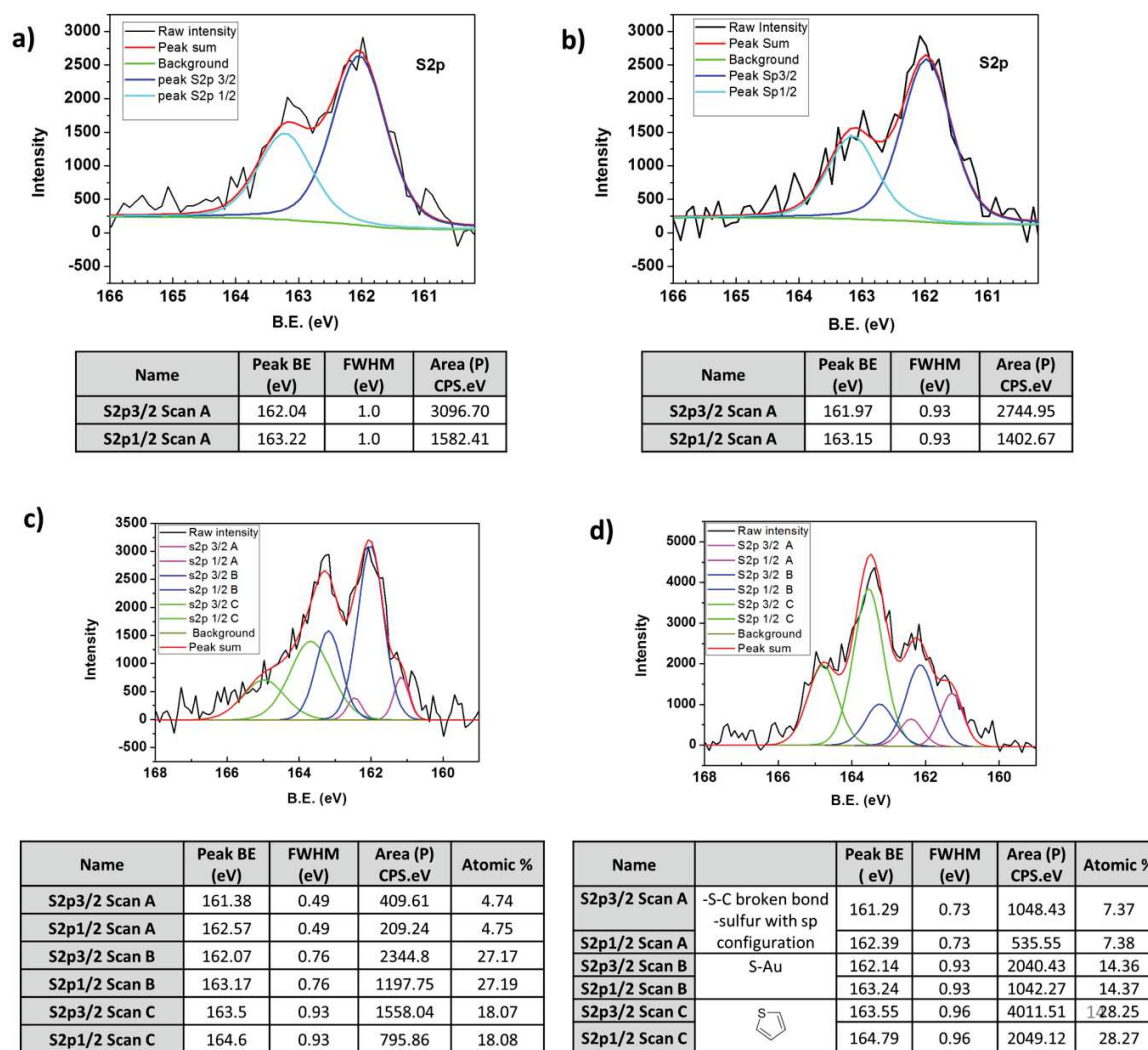 a)
3000
2500
2000
1500
1000
500
0
-500
Intensity
Raw intensity
Peak sum
Background
peak S2p 3/2
peak S2p 1/2
S2p
166 165 164 163 162 161
B.E. (eV)
Name Peak BE (eV) FWHM (eV) Area (P) CPS.eV
S2p3/2 Scan A 162.04 1.0 3096.70
S2p1/2 Scan A 163.22 1.0 1582.41
b)
3000
2500
2000
1500
1000
500
0
-500
Intensity
Raw Intensity
Peak Sum
Background
Peak Sp3/2
Peak Sp1/2
S2p
166 165 164 163 162 161
B.E. (eV)
Name Peak BE (eV) FWHM (eV) Area (P) CPS.eV
S2p3/2 Scan A 161.97 0.93 2744.95
S2p1/2 Scan A 163.15 0.93 1402.67
c)
3500
3000
2500
2000
1500
1000
500
0
-500
Intensity
Raw intensity
s2p 3/2 A
s2p 1/2 A
s2p 3/2 B
s2p 1/2 B
s2p 3/2 C
s2p 1/2 C
Background
Peak sum
168 166 164 162 160
B.E. (eV)
Name Peak BE (eV) FWHM (eV) Area (P) CPS.eV Atomic %
S2p3/2 Scan A 161.38 0.49 409.61 4.74
S2p1/2 Scan A 162.57 0.49 209.24 4.75
S2p3/2 Scan B 162.07 0.76 2344.8 27.17
S2p1/2 Scan B 163.17 0.76 1197.75 27.19
S2p3/2 Scan C 163.5 0.93 1558.04 18.07
S2p1/2 Scan C 164.6 0.93 795.86 18.08
d)
5000
4000
3000
2000
1000
0
Intensity
Raw intensity
S2p 3/2 A
S2p 1/2 A
S2p 3/2 B
S2p 1/2 B
S2p 3/2 C
S2p 1/2 C
Background
Peak sum
168 166 164 162 160
B.E. (eV)
Name Peak BE ( eV) FWHM (eV) Area (P) CPS.eV Atomic %
S2p3/2 Scan A -S-C broken bond -sulfur with sp configuration 161.29 0.73 1048.43 7.37
S2p1/2 Scan A 162.39 0.73 535.55 7.38
S2p3/2 Scan B S-Au 162.14 0.93 2040.43 14.36
S2p1/2 Scan B 163.24 0.93 1042.27 14.37
S2p3/2 Scan C S 163.55 0.96 4011.51 28.25
S2p1/2 Scan C 164.79 0.96 2049.12 28.27